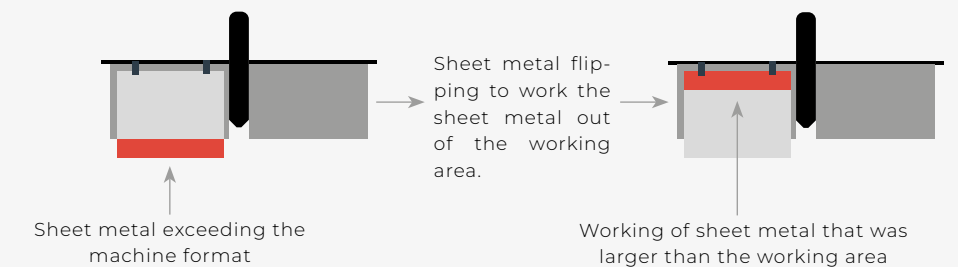 Sheet metal flip-
ping to work the
sheet metal out
of the working
area.
Sheet metal exceeding the
machine format
Working of sheet metal that was
larger than the working area